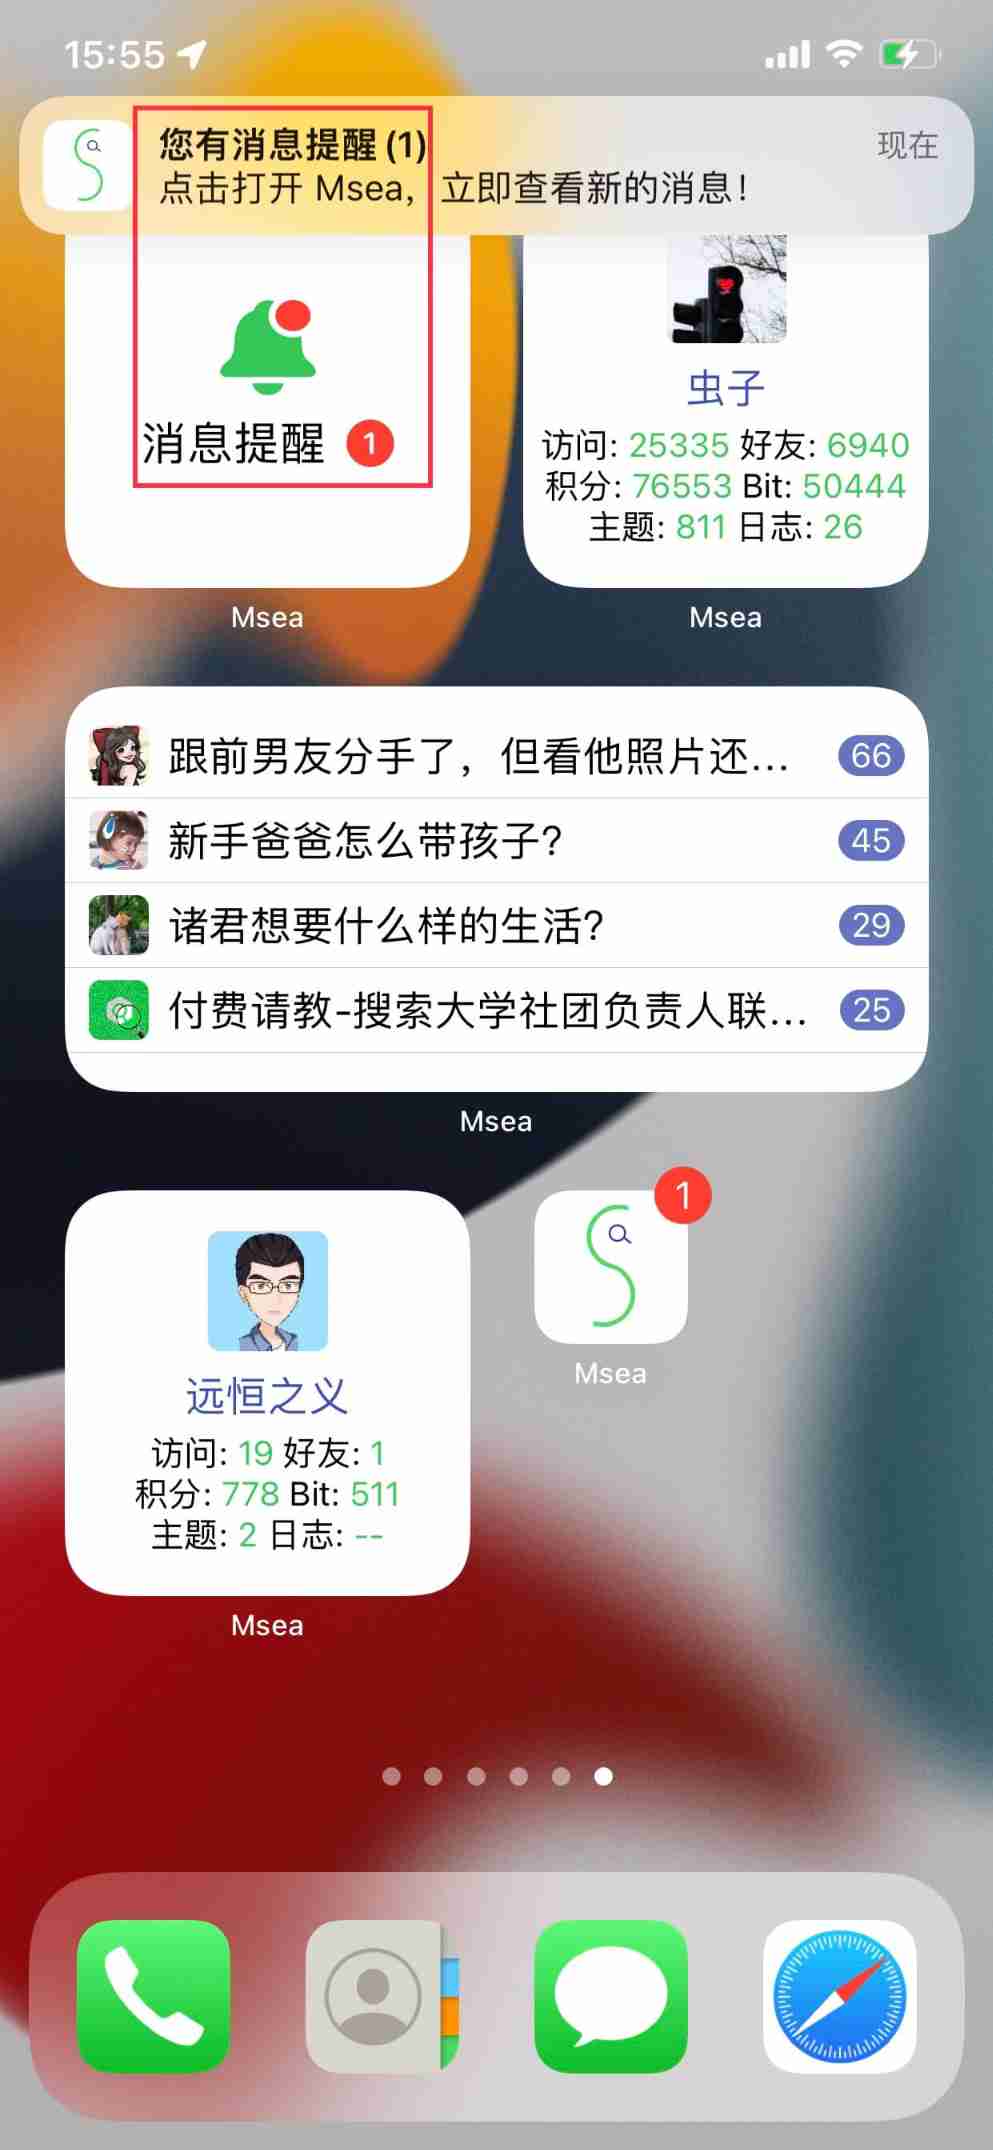 15:55
您有消息提醒(1)
现在
点击打开 Msea，立即查看新的消息！
消息提醒 1
Msea
虫子
访问: 25335 好友: 6940
积分: 76553 Bit: 50444
主题: 811 日志: 26
Msea
跟前男友分手了，但看他照片还... 66
新手爸爸怎么带孩子？ 45
诸君想要什么样的生活？ 29
付费请教-搜索大学社团负责人联... 25
Msea
远恒之义
访问: 19 好友: 1
积分: 778 Bit: 511
主题: 2 日志: --
Msea
1
Msea